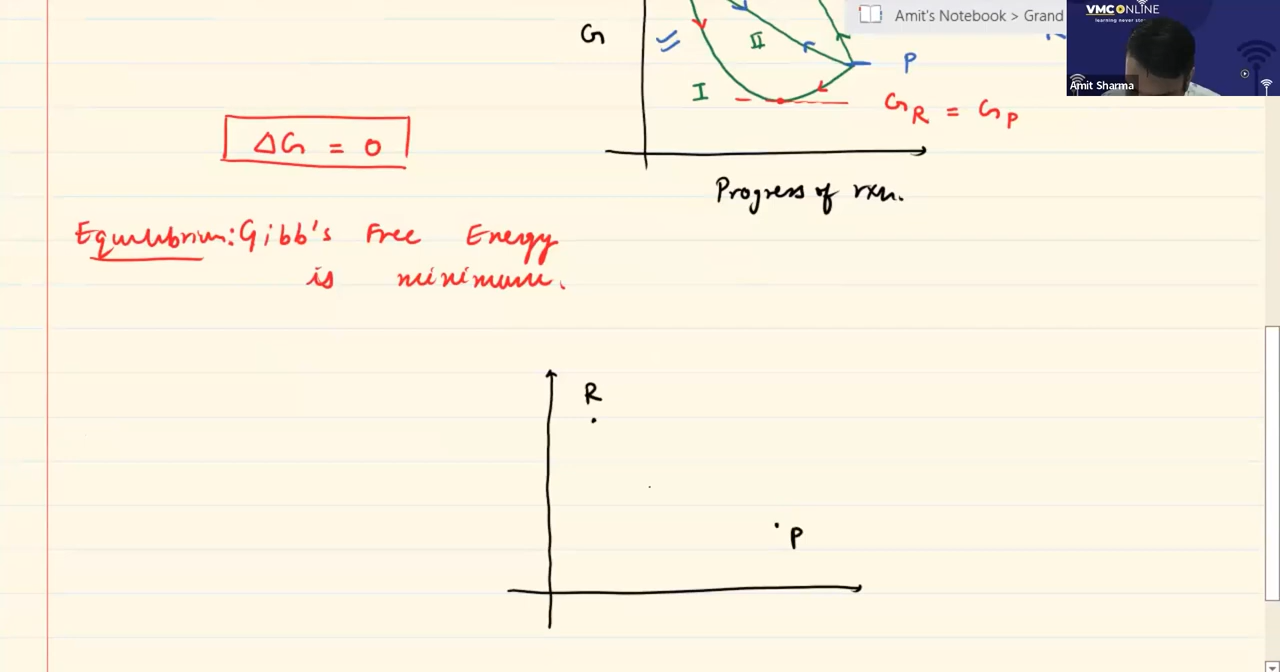 Amit's Notebook > Grand
VMC ONLINE
Amit Sharma
G
II
P
I
G_R = G_P
ΔG = 0
Progress of rxn.
Equilibrium: Gibb's Free Energy
is minimum.
R
P